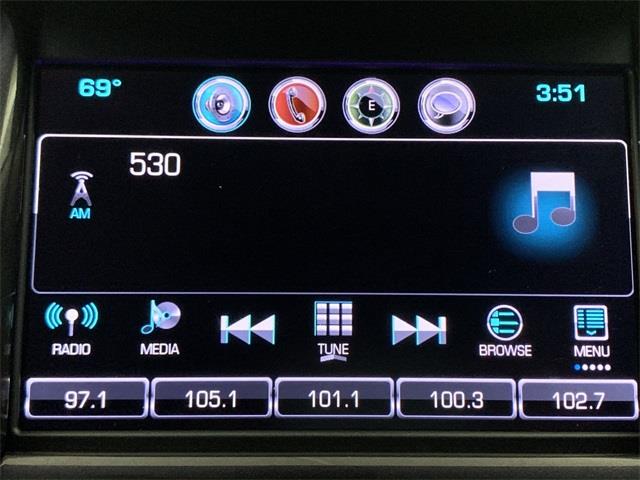 69° E 3:51
530
AM
RADIO MEDIA TUNE BROWSE MENU
97.1 105.1 101.1 100.3 102.7